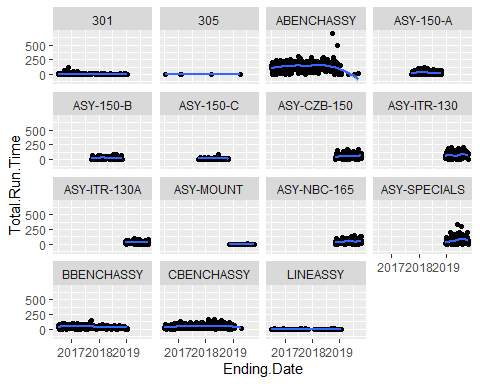 301 305 ABENCHASSY ASY-150-A
500
250
0
ASY-150-B ASY-150-C ASY-CZB-150 ASY-ITR-130
500
250
0
ASY-ITR-130A ASY-MOUNT ASY-NBC-165 ASY-SPECIALS
500
250
0
2017 2018 2019
BBENCHASSY CBENCHASSY LINEASSY
500
250
0
2017 2018 2019 2017 2018 2019 2017 2018 2019
Total.Run.Time
Ending.Date